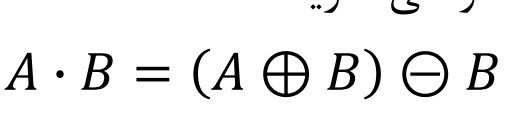 A · B = (A ⊕ B) ⊖ B